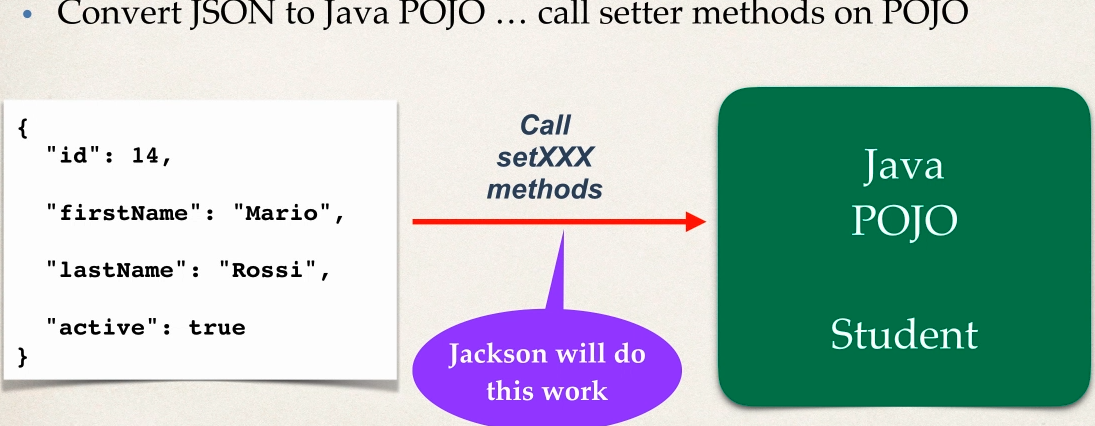 • Convert JSON to Java POJO … call setter methods on POJO
{
"id": 14,
"firstName": "Mario",
"lastName": "Rossi",
"active": true
}
Call
setXXX
methods
Jackson will do
this work
Java
POJO
Student